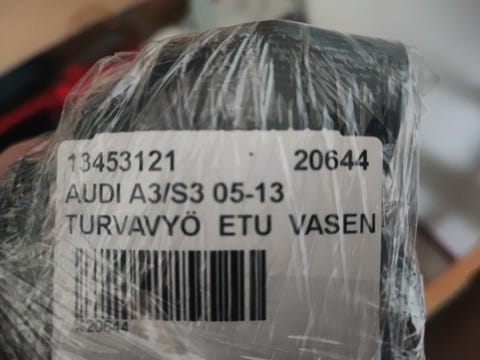 13453121 20644
AUDI A3/S3 05-13
TURVAVYÖ ETU VASEN